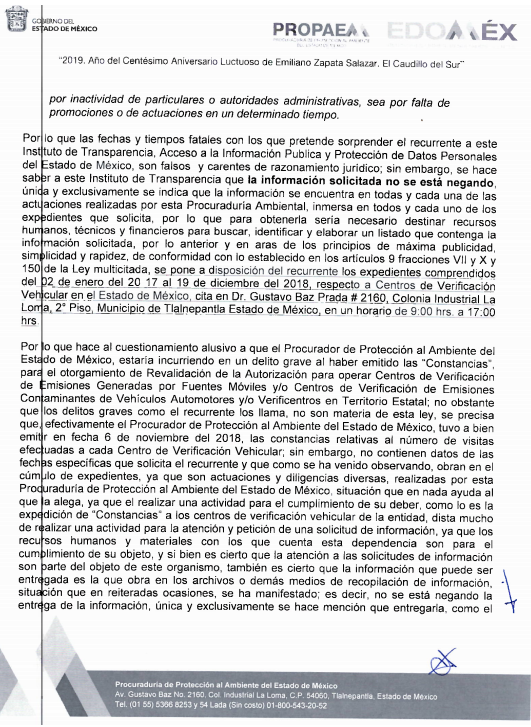 GOBIERNO DEL
ESTADO DE MÉXICO
PROPAEM
EDOMÉX
"2019. Año del Centésimo Aniversario Luctuoso de Emiliano Zapata Salazar. El Caudillo del Sur"
por inactividad de particulares o autoridades administrativas, sea por falta de
promociones o de actuaciones en un determinado tiempo.
Por lo que las fechas y tiempos fatales con los que pretende sorprender el recurrente a este
Instituto de Transparencia, Acceso a la Información Publica y Protección de Datos Personales
del Estado de México, son falsos y carentes de razonamiento jurídico; sin embargo, se hace
saber a este Instituto de Transparencia que la información solicitada no se está negando,
única y exclusivamente se indica que la información se encuentra en todas y cada una de las
actuaciones realizadas por esta Procuraduría Ambiental, inmersa en todos y cada uno de los
expedientes que solicita, por lo que para obtenerla sería necesario destinar recursos
humanos, técnicos y financieros para buscar, identificar y elaborar un listado que contenga la
información solicitada, por lo anterior y en aras de los principios de máxima publicidad,
simplicidad y rapidez, de conformidad con lo establecido en los artículos 9 fracciones VII y X y
150 de la Ley multicitada, se pone a disposición del recurrente los expedientes comprendidos
del 02 de enero del 20 17 al 19 de diciembre del 2018, respecto a Centros de Verificación
Vehicular en el Estado de México, cita en Dr. Gustavo Baz Prada # 2160, Colonia Industrial La
Loma, 2° Piso, Municipio de Tlalnepantla Estado de México, en un horario de 9:00 hrs. a 17:00
hrs.
Por lo que hace al cuestionamiento alusivo a que el Procurador de Protección al Ambiente del
Estado de México, estaría incurriendo en un delito grave al haber emitido las "Constancias",
para el otorgamiento de Revalidación de la Autorización para operar Centros de Verificación
de Emisiones Generadas por Fuentes Móviles y/o Centros de Verificación de Emisiones
Contaminantes de Vehículos Automotores y/o Verificentros en Territorio Estatal; no obstante
que los delitos graves como el recurrente los llama, no son materia de esta ley, se precisa
que, efectivamente el Procurador de Protección al Ambiente del Estado de México, tuvo a bien
emitir en fecha 6 de noviembre del 2018, las constancias relativas al número de visitas
efectuadas a cada Centro de Verificación Vehicular; sin embargo, no contienen datos de las
fechas específicas que solicita el recurrente y que como se ha venido observando, obran en el
cúmulo de expedientes, ya que son actuaciones y diligencias diversas, realizadas por esta
Procuraduría de Protección al Ambiente del Estado de México, situación que en nada ayuda al
que la alega, ya que el realizar una actividad para el cumplimiento de su deber, como lo es la
expedición de "Constancias" a los centros de verificación vehicular de la entidad, dista mucho
de realizar una actividad para la atención y petición de una solicitud de información, ya que los
recursos humanos y materiales con los que cuenta esta dependencia son para el
cumplimiento de su objeto, y si bien es cierto que la atención a las solicitudes de información
son parte del objeto de este organismo, también es cierto que la información que puede ser
entregada es la que obra en los archivos o demás medios de recopilación de información,
situación que en reiteradas ocasiones, se ha manifestado; es decir, no se está negando la
entrega de la información, única y exclusivamente se hace mención que entregaría, como el
Procuraduría de Protección al Ambiente del Estado de México
Av. Gustavo Baz No. 2160, Col. Industrial La Loma, C.P. 54060, Tlalnepantla, Estado de México
Tel. (01 55) 5366 8253 y 54 Lada (Sin costo) 01-800-543-20-52